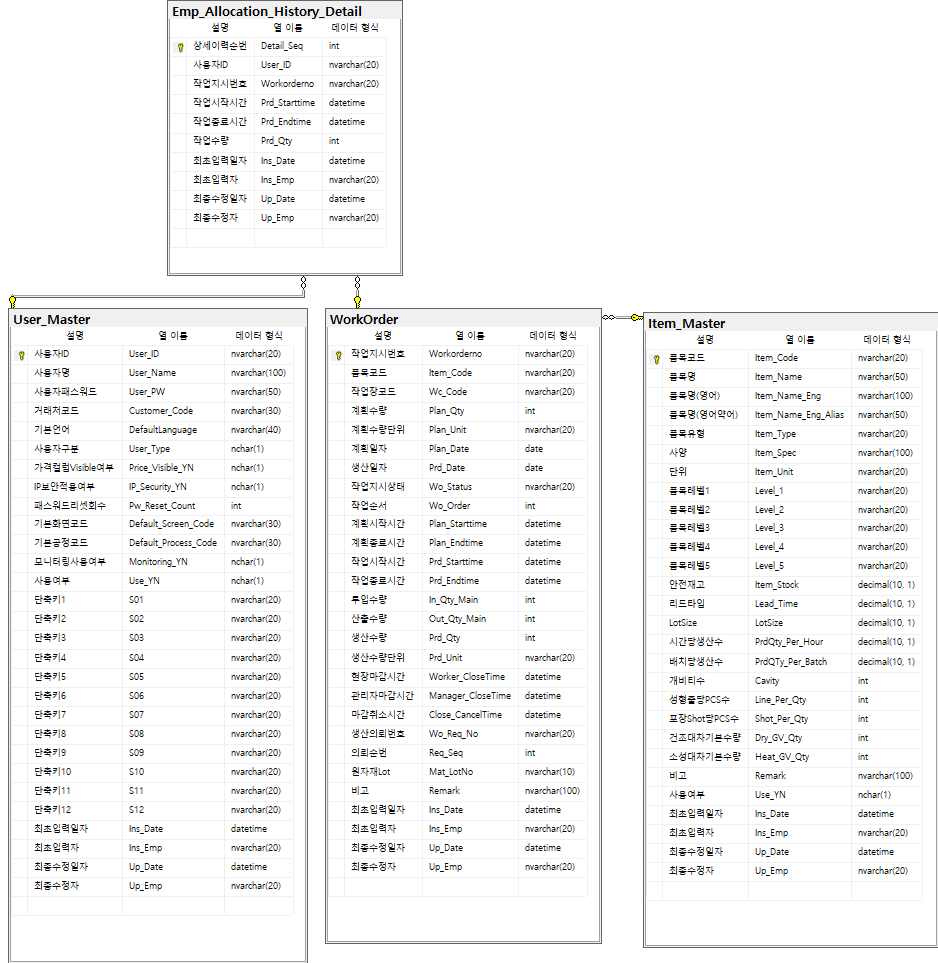 Emp_Allocation_History_Detail
설명 열 이름 데이터 형식
상세이력순번 Detail_Seq int
사용자ID User_ID nvarchar(20)
작업지시번호 Workorderno nvarchar(20)
작업시작시간 Prd_Starttime datetime
작업종료시간 Prd_Endtime datetime
작업수량 Prd_Qty int
최초입력일자 Ins_Date datetime
최초입력자 Ins_Emp nvarchar(20)
최종수정일자 Up_Date datetime
최종수정자 Up_Emp nvarchar(20)
User_Master
설명 열 이름 데이터 형식
사용자ID User_ID nvarchar(20)
사용자명 User_Name nvarchar(100)
사용자패스워드 User_PW nvarchar(50)
거래처코드 Customer_Code nvarchar(30)
기본언어 DefaultLanguage nvarchar(40)
사용자구분 User_Type nchar(1)
가격컬럼Visible여부 Price_Visible_YN nchar(1)
IP보안적용여부 IP_Security_YN nchar(1)
패스워드리셋회수 Pw_Reset_Count int
기본화면코드 Default_Screen_Code nvarchar(30)
기본공정코드 Default_Process_Code nvarchar(30)
모니터링사용여부 Monitoring_YN nchar(1)
사용여부 Use_YN nchar(1)
단축키1 S01 nvarchar(20)
단축키2 S02 nvarchar(20)
단축키3 S03 nvarchar(20)
단축키4 S04 nvarchar(20)
단축키5 S05 nvarchar(20)
단축키6 S06 nvarchar(20)
단축키7 S07 nvarchar(20)
단축키8 S08 nvarchar(20)
단축키9 S09 nvarchar(20)
단축키10 S10 nvarchar(20)
단축키11 S11 nvarchar(20)
단축키12 S12 nvarchar(20)
최초입력일자 Ins_Date datetime
최초입력자 Ins_Emp nvarchar(20)
최종수정일자 Up_Date datetime
최종수정자 Up_Emp nvarchar(20)
WorkOrder
설명 열 이름 데이터 형식
작업지시번호 Workorderno nvarchar(20)
품목코드 Item_Code nvarchar(20)
작업장코드 Wc_Code nvarchar(20)
계획수량 Plan_Qty int
계획수량단위 Plan_Unit nvarchar(20)
계획일자 Plan_Date date
생산일자 Prd_Date date
작업지시상태 Wo_Status nvarchar(20)
작업순서 Wo_Order int
계획시작시간 Plan_Starttime datetime
계획종료시간 Plan_Endtime datetime
작업시작시간 Prd_Starttime datetime
작업종료시간 Prd_Endtime datetime
투입수량 In_Qty_Main int
산출수량 Out_Qty_Main int
생산수량 Prd_Qty int
생산수량단위 Prd_Unit nvarchar(20)
현장마감시간 Worker_CloseTime datetime
관리자마감시간 Manager_CloseTime datetime
마감취소시간 Close_CancelTime datetime
생산의뢰번호 Wo_Req_No nvarchar(20)
의뢰순번 Req_Seq int
원자재Lot Mat_LotNo nvarchar(10)
비고 Remark nvarchar(100)
최초입력일자 Ins_Date datetime
최초입력자 Ins_Emp nvarchar(20)
최종수정일자 Up_Date datetime
최종수정자 Up_Emp nvarchar(20)
Item_Master
설명 열 이름 데이터 형식
품목코드 Item_Code nvarchar(20)
품목명 Item_Name nvarchar(50)
품목명(영어) Item_Name_Eng nvarchar(100)
품목명(영어약어) Item_Name_Eng_Alias nvarchar(50)
품목유형 Item_Type nvarchar(20)
사양 Item_Spec nvarchar(100)
단위 Item_Unit nvarchar(20)
품목레벨1 Level_1 nvarchar(20)
품목레벨2 Level_2 nvarchar(20)
품목레벨3 Level_3 nvarchar(20)
품목레벨4 Level_4 nvarchar(20)
품목레벨5 Level_5 nvarchar(20)
안전재고 Item_Stock decimal(10, 1)
리드타임 Lead_Time decimal(10, 1)
LotSize LotSize decimal(10, 1)
시간당생산수 PrdQty_Per_Hour decimal(10, 1)
배치당생산수 PrdQTy_Per_Batch decimal(10, 1)
개비티수 Cavity int
성형줄당PCS수 Line_Per_Qty int
포장Shot당PCS수 Shot_Per_Qty int
건조대차기본수량 Dry_GV_Qty int
소성대차기본수량 Heat_GV_Qty int
비고 Remark nvarchar(100)
사용여부 Use_YN nchar(1)
최초입력일자 Ins_Date datetime
최초입력자 Ins_Emp nvarchar(20)
최종수정일자 Up_Date datetime
최종수정자 Up_Emp nvarchar(20)